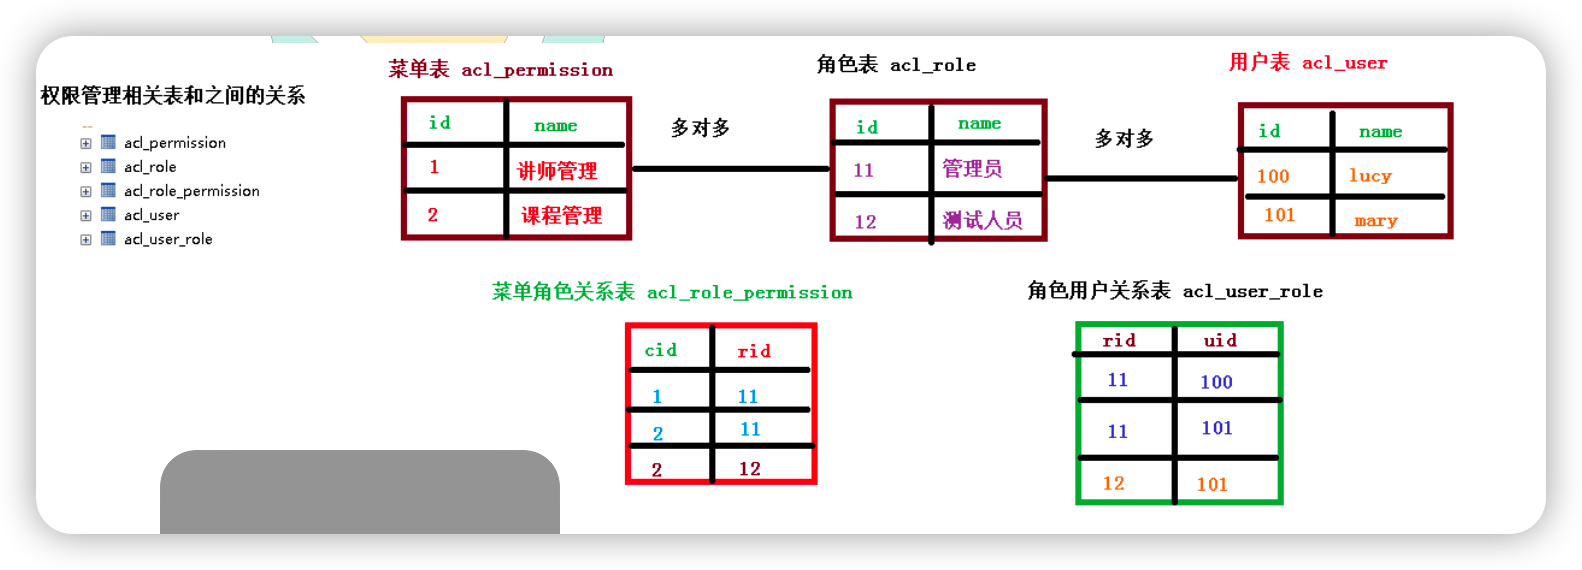 权限管理相关表和之间的关系
acl_permission
acl_role
acl_role_permission
acl_user
acl_user_role
菜单表 acl_permission
id name
1 讲师管理
2 课程管理
多对多
角色表 acl_role
id name
11 管理员
12 测试人员
多对多
用户表 acl_user
id name
100 lucy
101 mary
菜单角色关系表 acl_role_permission
cid rid
1 11
2 11
2 12
角色用户关系表 acl_user_role
rid uid
11 100
11 101
12 101